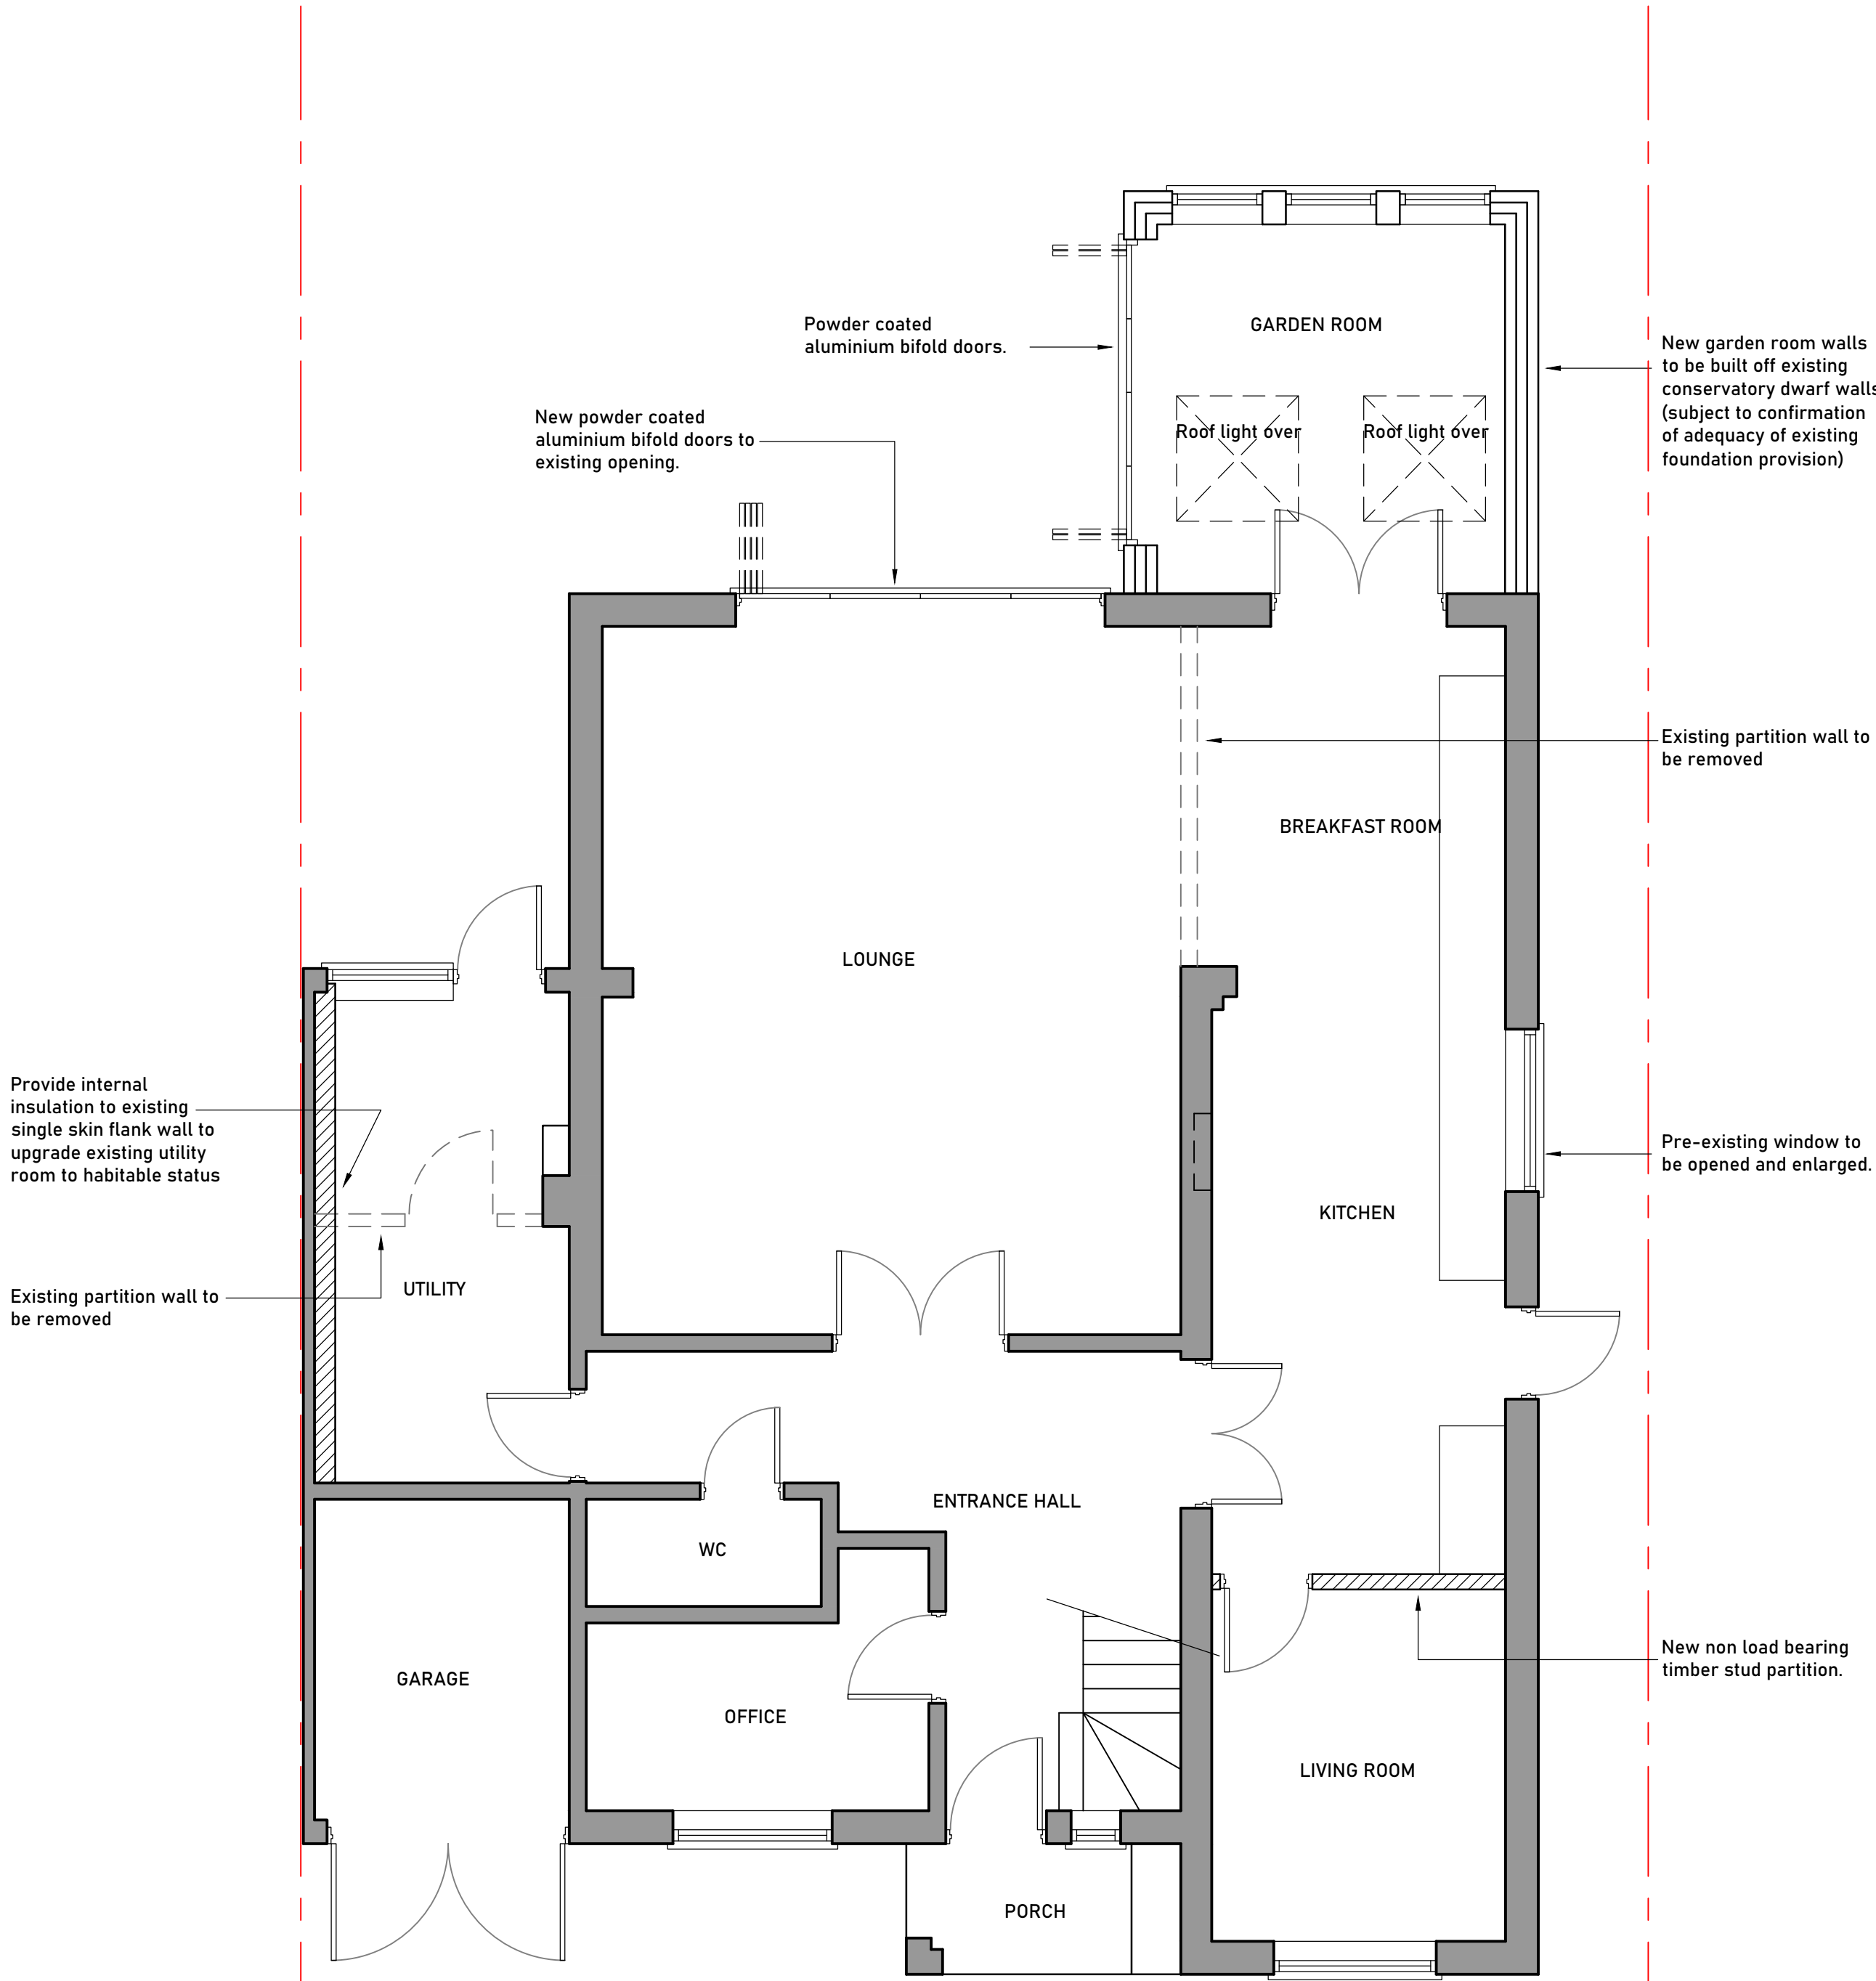 Powder coated
aluminium bifold doors.
GARDEN ROOM
New garden room walls
to be built off existing
conservatory dwarf walls
(subject to confirmation
of adequacy of existing
foundation provision)
New powder coated
aluminium bifold doors to
existing opening.
Roof light over
Roof light over
Existing partition wall to
be removed
BREAKFAST ROOM
LOUNGE
Provide internal
insulation to existing
single skin flank wall to
upgrade existing utility
room to habitable status
Pre-existing window to
be opened and enlarged.
KITCHEN
UTILITY
Existing partition wall to
be removed
ENTRANCE HALL
WC
New non load bearing
timber stud partition.
GARAGE
OFFICE
LIVING ROOM
PORCH